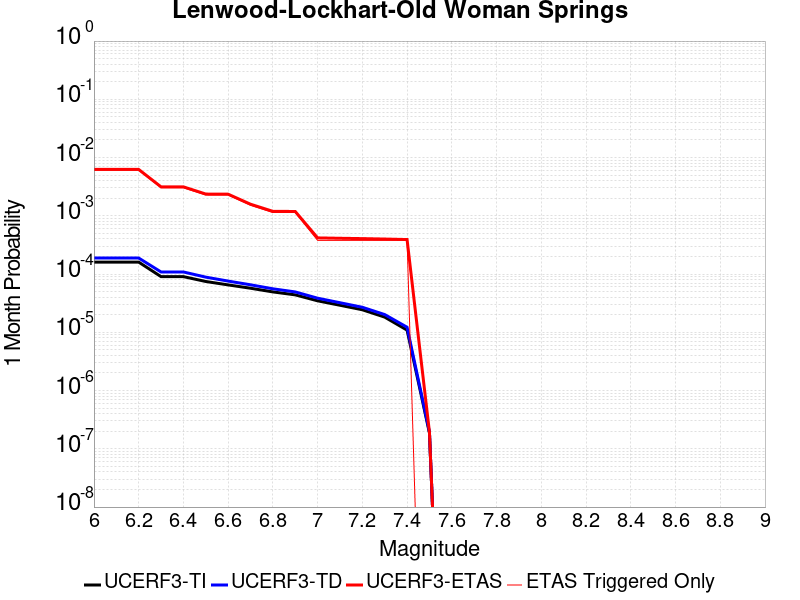 Lenwood-Lockhart-Old Woman Springs
10^0
10^-1
10^-2
10^-3
10^-4
10^-5
10^-6
10^-7
10^-8
1 Month Probability
6 6.2 6.4 6.6 6.8 7 7.2 7.4 7.6 7.8 8 8.2 8.4 8.6 8.8 9
Magnitude
UCERF3-TI UCERF3-TD UCERF3-ETAS ETAS Triggered Only